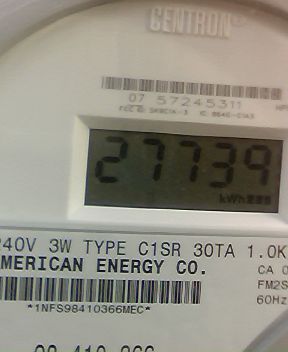 CENTRON
07 57245311
27739
kWh
240V 3W TYPE C1SR 30TA 1.0K
AMERICAN ENERGY CO.
CA 0
FM2S
60Hz
*1NFS98410366MEC*